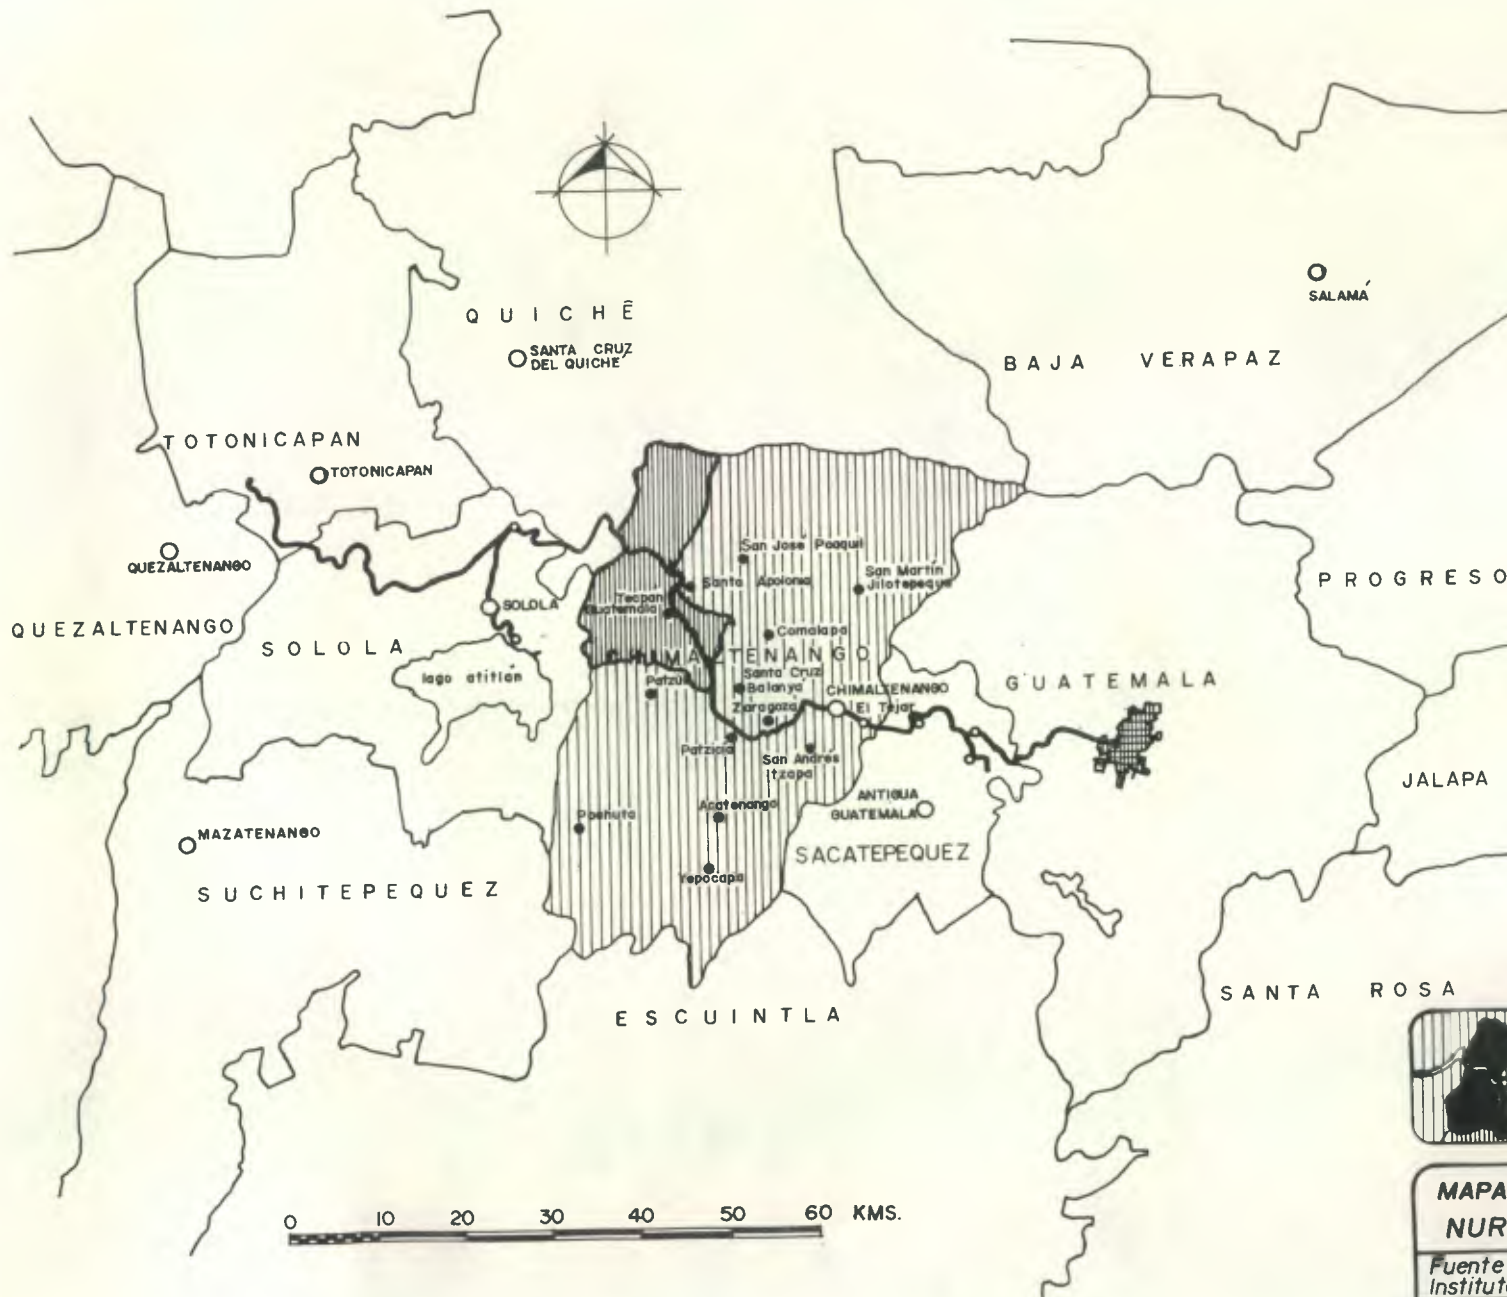 SALAMÁ
QUICHÊ
SANTA CRUZ
DEL QUICHÉ
BAJA VERAPAZ
TOTONICAPAN
TOTONICAPAN
San José Poaquil
QUEZALTENANGO
San Martín
Jilotepeque
PROGRESO
Santa Apolonia
Tecpan
Guatemala
SOLOLA
QUEZALTENANGO
Comalapa
SOLOLA
CHIMALTENANGO
lago atitlán
Patzún
Santa Cruz
Balanyá
GUATEMALA
CHIMALTENANGO
Zaragoza
El Tejar
Patzicia
San Andrés
Itzapa
JALAPA
ANTIGUA
GUATEMALA
Acatenango
Pochuta
MAZATENANGO
SACATEPEQUEZ
Yepocapa
SUCHITEPEQUEZ
SANTA ROSA
ESCUINTLA
0 10 20 30 40 50 60 KMS.
MAPA
NUR
Fuente
Institut